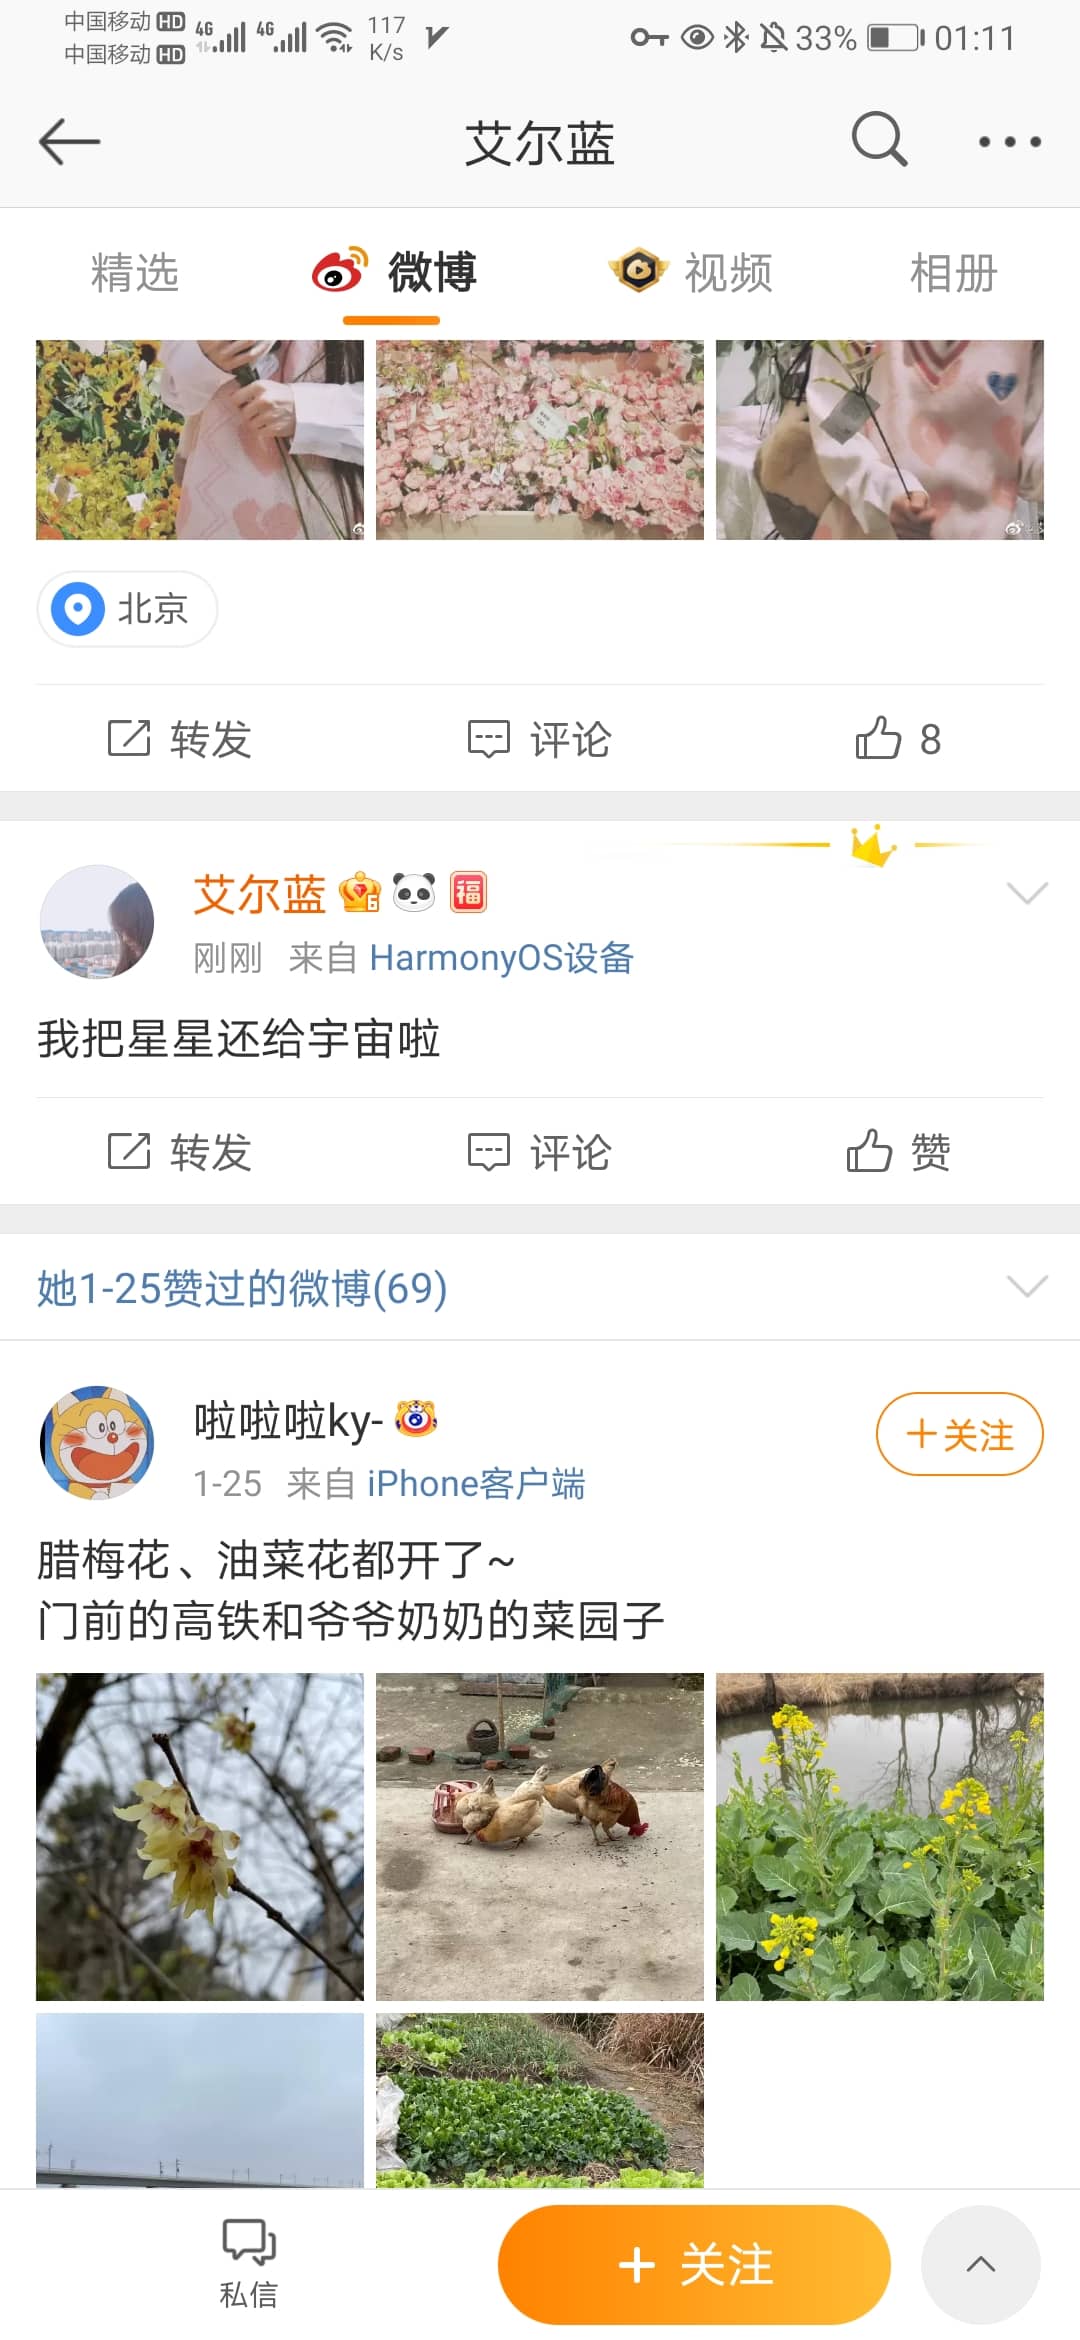 中国移动 HD 4G 4G 117 33% 01:11
中国移动 HD K/s
艾尔蓝
精选 微博 视频 相册
北京
转发 评论 8
艾尔蓝 6 福
刚刚 来自 HarmonyOS设备
我把星星还给宇宙啦
转发 评论 赞
她1-25赞过的微博(69)
啦啦啦ky-
1-25 来自 iPhone客户端
+关注
腊梅花、油菜花都开了~
门前的高铁和爷爷奶奶的菜园子
私信
+ 关注